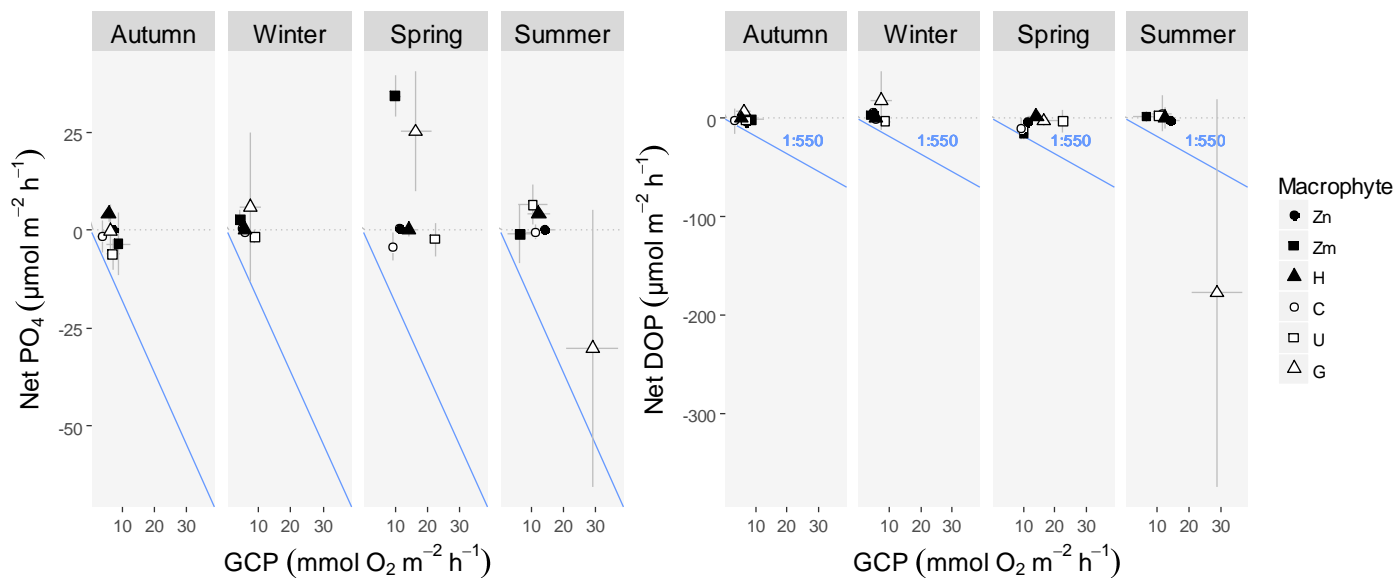 Autumn Winter Spring Summer
Net PO4 (μmol m−2 h−1)
25
0
-25
-50
10 20 30 10 20 30 10 20 30 10 20 30
GCP (mmol O2 m−2 h−1)
Autumn Winter Spring Summer
Net DOP (μmol m−2 h−1)
0
-100
-200
-300
1:550 1:550 1:550 1:550
10 20 30 10 20 30 10 20 30 10 20 30
GCP (mmol O2 m−2 h−1)
Macrophyte
Zn
Zm
H
C
U
G